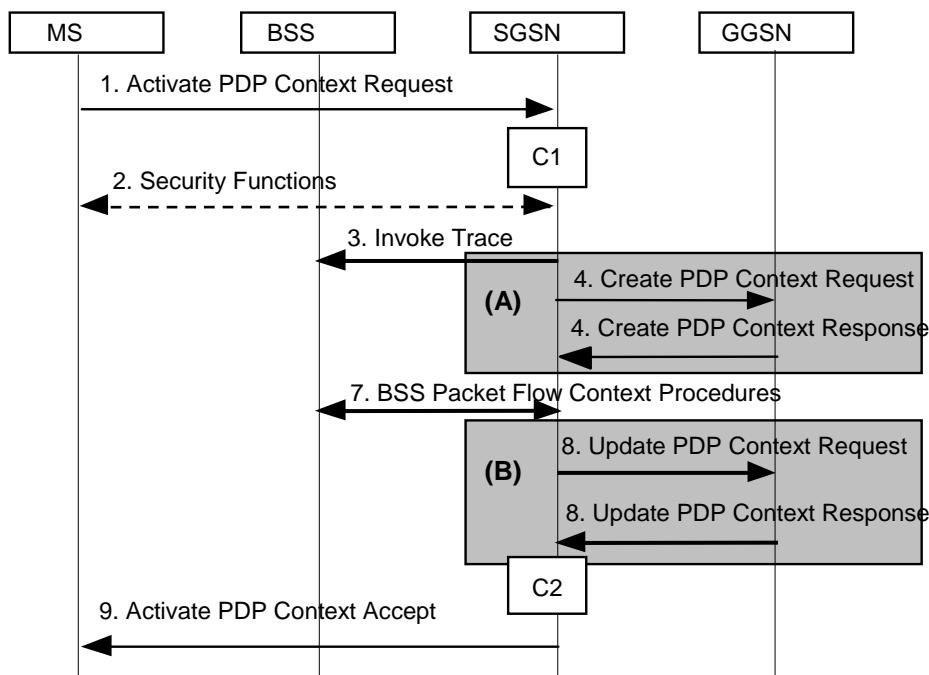 MS
BSS
SGSN
GGSN
1. Activate PDP Context Request
C1
2. Security Functions
3. Invoke Trace
(A)
4. Create PDP Context Request
4. Create PDP Context Response
7. BSS Packet Flow Context Procedures
(B)
8. Update PDP Context Request
8. Update PDP Context Response
C2
9. Activate PDP Context Accept